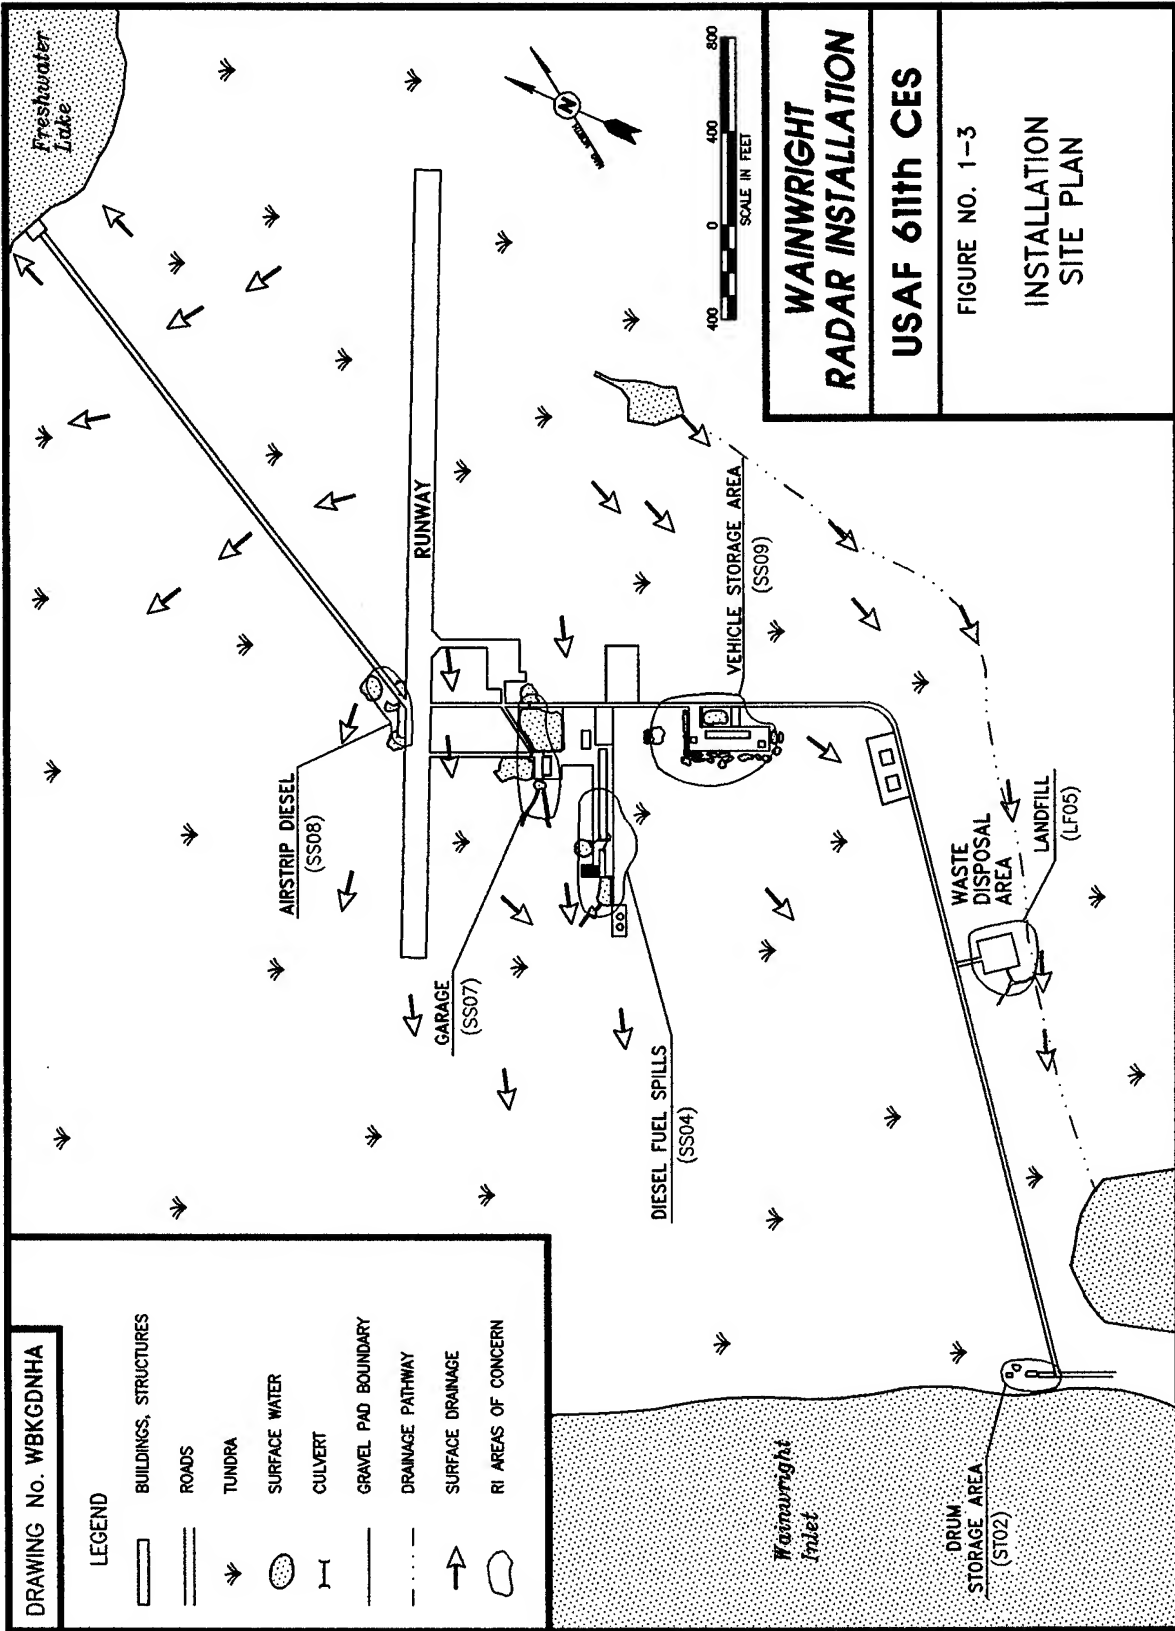 DRAWING No. WBKGDNHA
LEGEND
BUILDINGS, STRUCTURES
ROADS
TUNDRA
SURFACE WATER
CULVERT
GRAVEL PAD BOUNDARY
DRAINAGE PATHWAY
SURFACE DRAINAGE
RI AREAS OF CONCERN
Freshwater
Lake
RUNWAY
AIRSTRIP DIESEL
(SS08)
GARAGE
(SS07)
DIESEL FUEL SPILLS
(SS04)
VEHICLE STORAGE AREA
(SS09)
WASTE
DISPOSAL
AREA
LANDFILL
(LF05)
Wainwright
Inlet
DRUM
STORAGE AREA
(ST02)
N
MAG NORTH
400 0 400 800
SCALE IN FEET
WAINWRIGHT
RADAR INSTALLATION
USAF 611th CES
FIGURE NO. 1-3
INSTALLATION
SITE PLAN